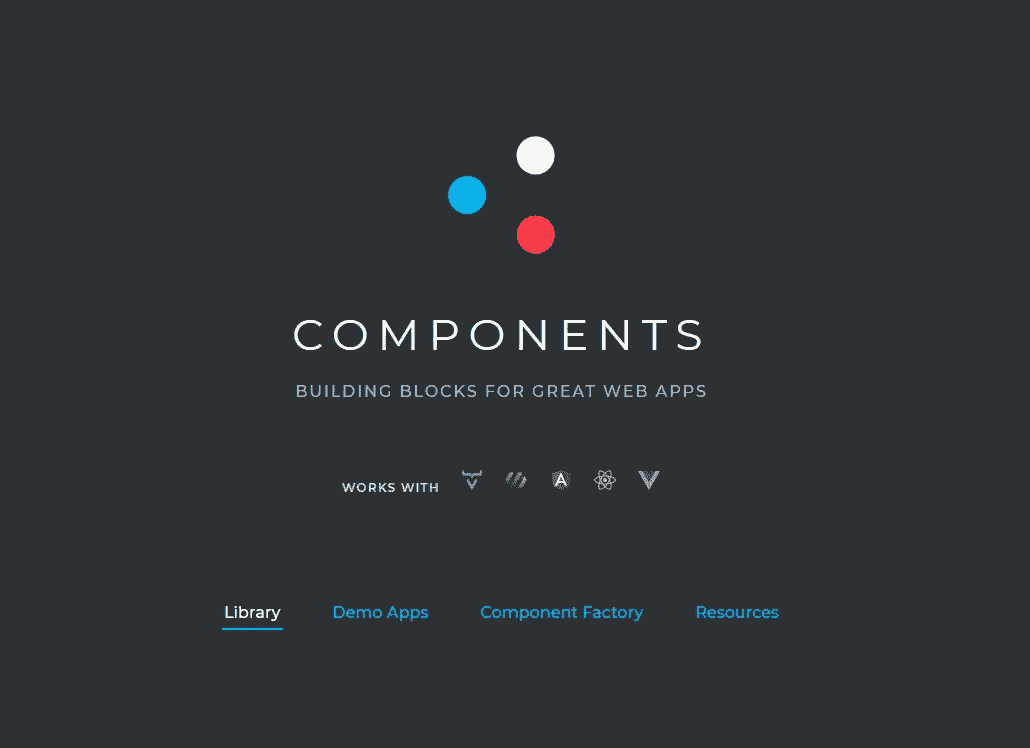 COMPONENTS
BUILDING BLOCKS FOR GREAT WEB APPS
WORKS WITH
Library Demo Apps Component Factory Resources